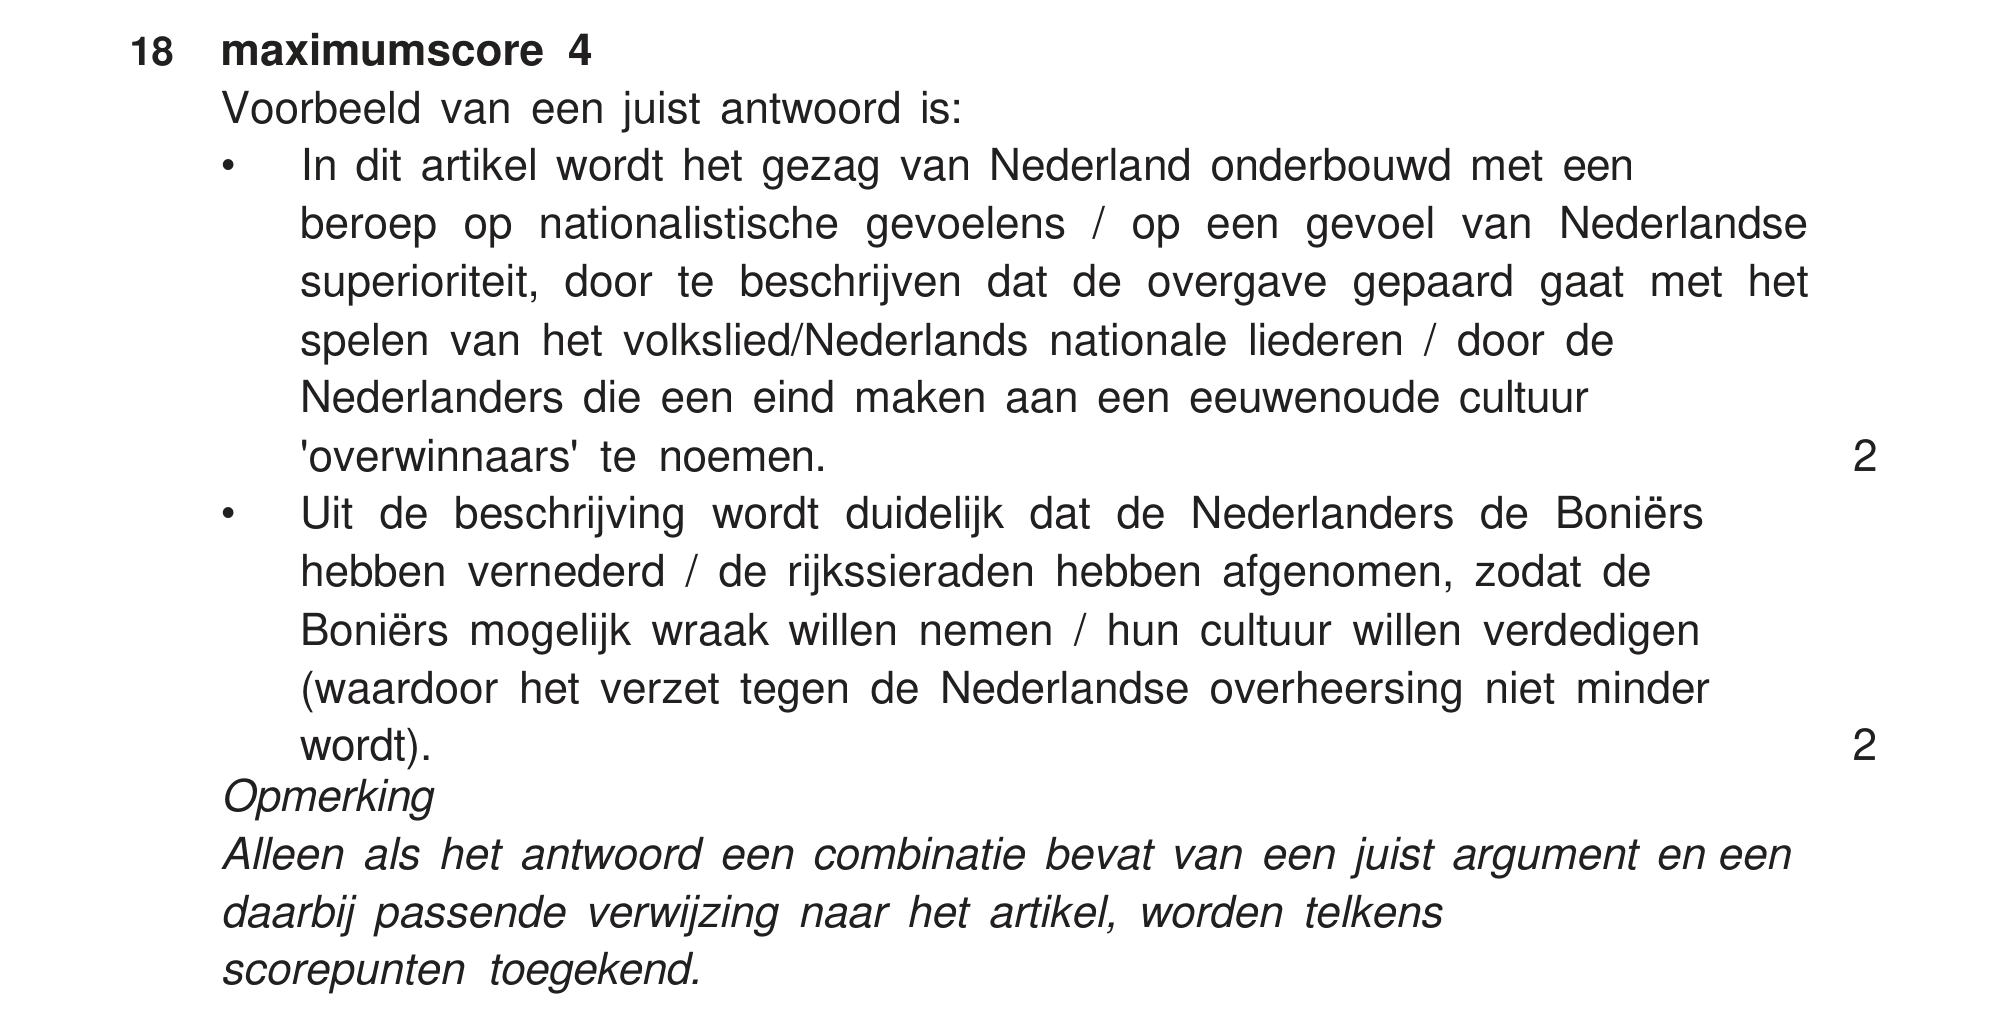 18 maximumscore 4
Voorbeeld van een juist antwoord is:
• In dit artikel wordt het gezag van Nederland onderbouwd met een
beroep op nationalistische gevoelens / op een gevoel van Nederlandse
superioriteit, door te beschrijven dat de overgave gepaard gaat met het
spelen van het volkslied/Nederlands nationale liederen / door de
Nederlanders die een eind maken aan een eeuwenoude cultuur
'overwinnaars' te noemen. 2
• Uit de beschrijving wordt duidelijk dat de Nederlanders de Boniërs
hebben vernederd / de rijkssieraden hebben afgenomen, zodat de
Boniërs mogelijk wraak willen nemen / hun cultuur willen verdedigen
(waardoor het verzet tegen de Nederlandse overheersing niet minder
wordt). 2
Opmerking
Alleen als het antwoord een combinatie bevat van een juist argument en een
daarbij passende verwijzing naar het artikel, worden telkens
scorepunten toegekend.